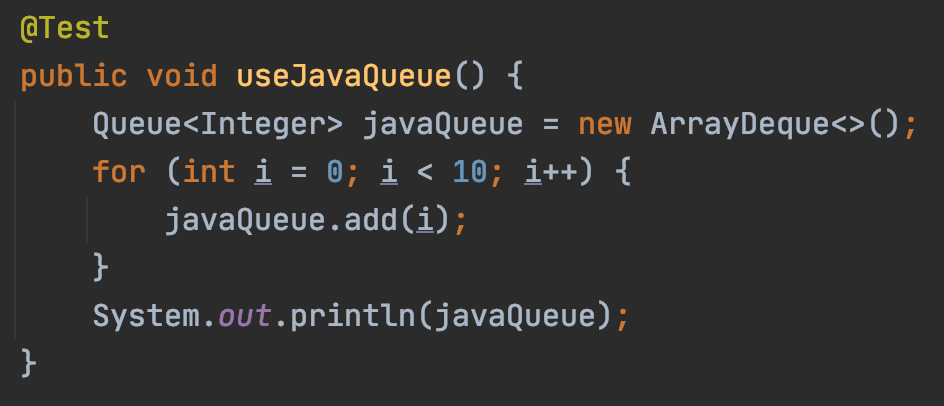 @Test
public void useJavaQueue() {
    Queue<Integer> javaQueue = new ArrayDeque<>();
    for (int i = 0; i < 10; i++) {
        javaQueue.add(i);
    }
    System.out.println(javaQueue);
}